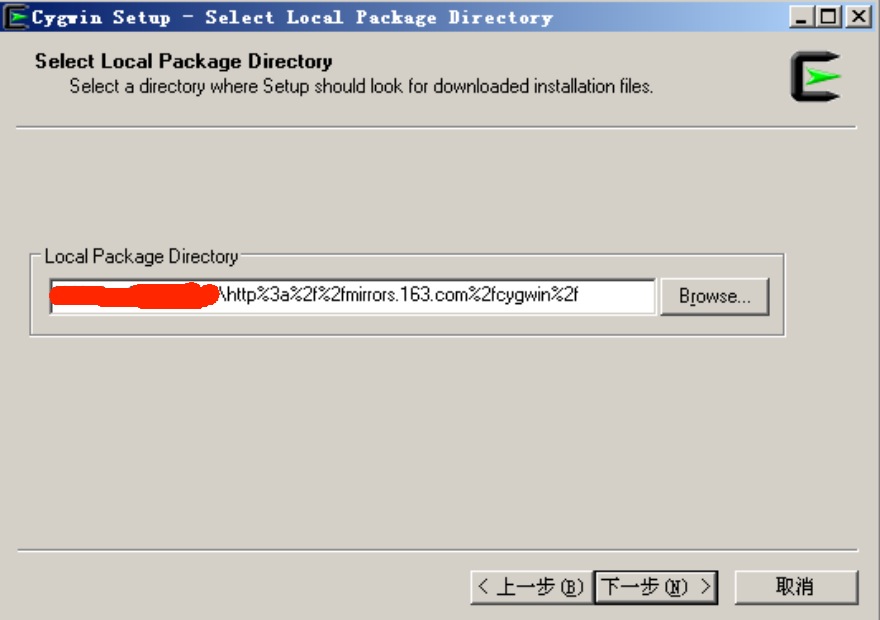 Cygwin Setup - Select Local Package Directory
Select Local Package Directory
Select a directory where Setup should look for downloaded installation files.
Local Package Directory
\http%3a%2f%2fmirrors.163.com%2fcygwin%2f
Browse...
< 上一步(B)
下一步(N) >
取消